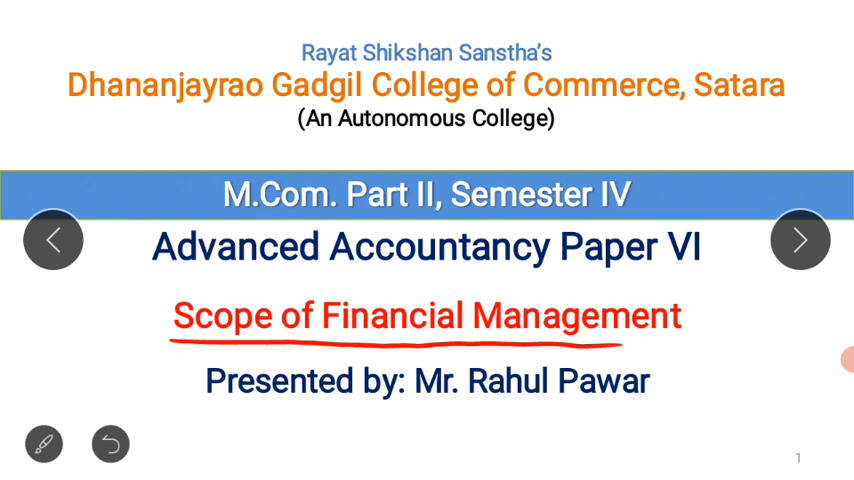 Rayat Shikshan Sanstha's
Dhananjayrao Gadgil College of Commerce, Satara
(An Autonomous College)
M.Com. Part II, Semester IV
Advanced Accountancy Paper VI
Scope of Financial Management
Presented by: Mr. Rahul Pawar
1